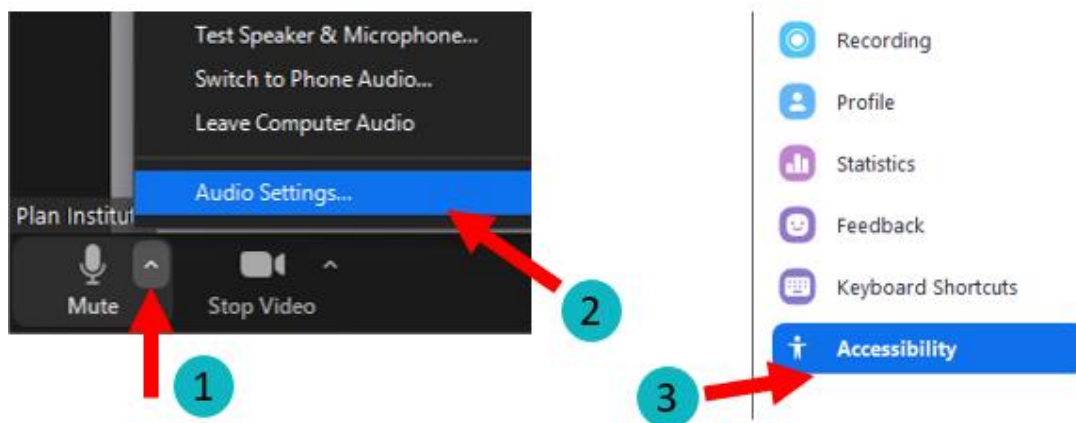 Test Speaker & Microphone...
Switch to Phone Audio...
Leave Computer Audio
Audio Settings...
Plan Institut
Mute
Stop Video
1
2
Recording
Profile
Statistics
Feedback
Keyboard Shortcuts
Accessibility
3